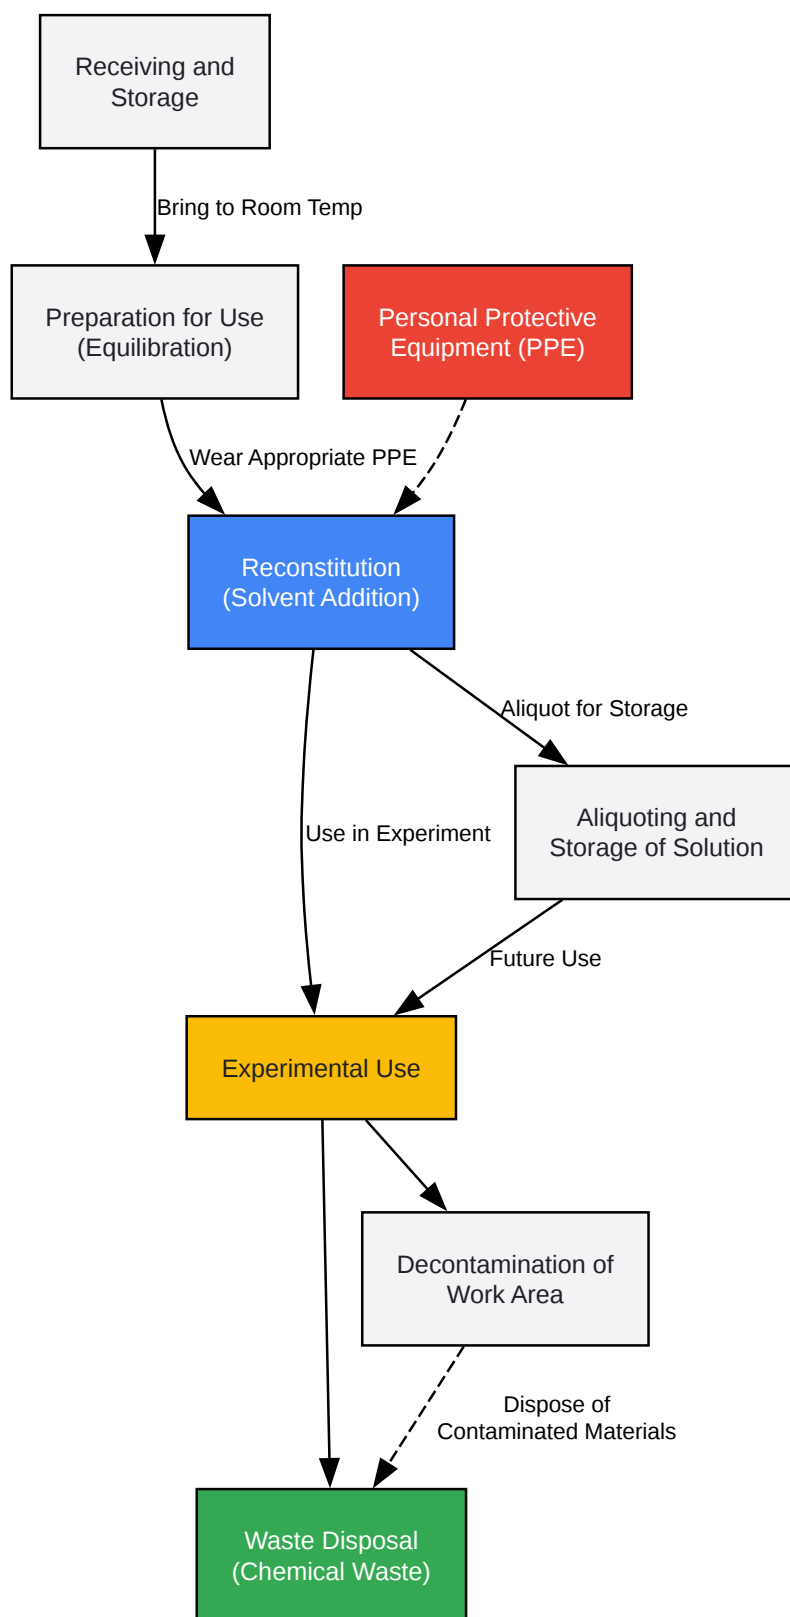 Receiving and
Storage
Bring to Room Temp
Preparation for Use
(Equilibration)
Personal Protective
Equipment (PPE)
Wear Appropriate PPE
Reconstitution
(Solvent Addition)
Aliquot for Storage
Aliquoting and
Storage of Solution
Use in Experiment
Future Use
Experimental Use
Decontamination of
Work Area
Dispose of
Contaminated Materials
Waste Disposal
(Chemical Waste)